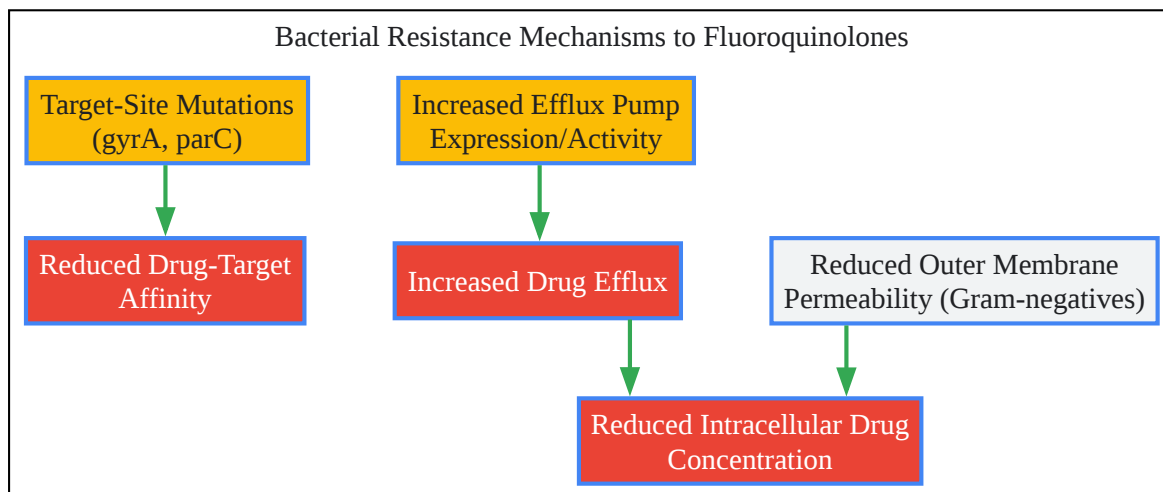 Bacterial Resistance Mechanisms to Fluoroquinolones
Target-Site Mutations
(gyrA, parC)
Increased Efflux Pump
Expression/Activity
Reduced Drug-Target
Affinity
Increased Drug Efflux
Reduced Outer Membrane
Permeability (Gram-negatives)
Reduced Intracellular Drug
Concentration